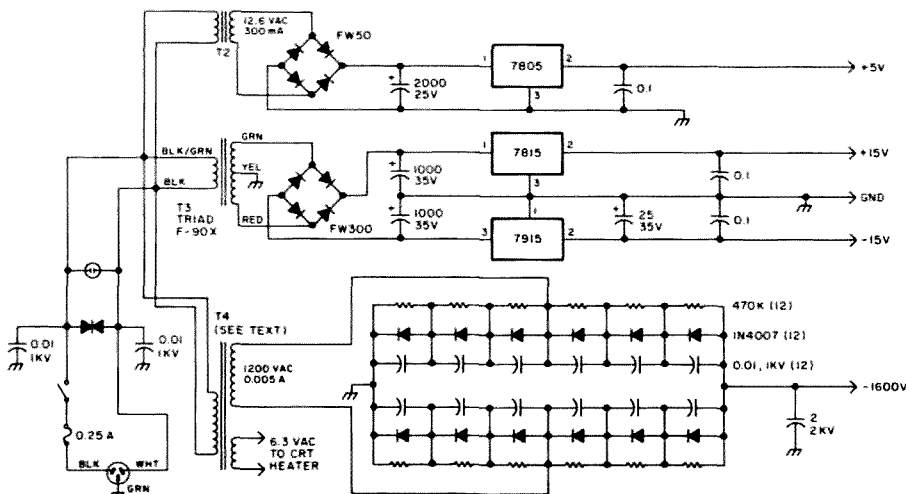 12.6 VAC
300mA
T2
FW50
+
2000
25V
1
7805
2
3
0.1
+5V
BLK/GRN
BLK
T3
TRIAD
F-90X
GRN
YEL
RED
FW300
+
1000
35V
+
1000
35V
1
7815
2
3
1
3
7915
2
+
25
35V
0.1
0.1
+15V
GND
-15V
0.01
1KV
0.01
1KV
0.25A
BLK
WHT
GRN
T4
(SEE TEXT)
1200 VAC
0.005 A
6.3 VAC
TO CRT
HEATER
470K (12)
1N4007 (12)
0.01, 1KV (12)
-1600V
2
2KV